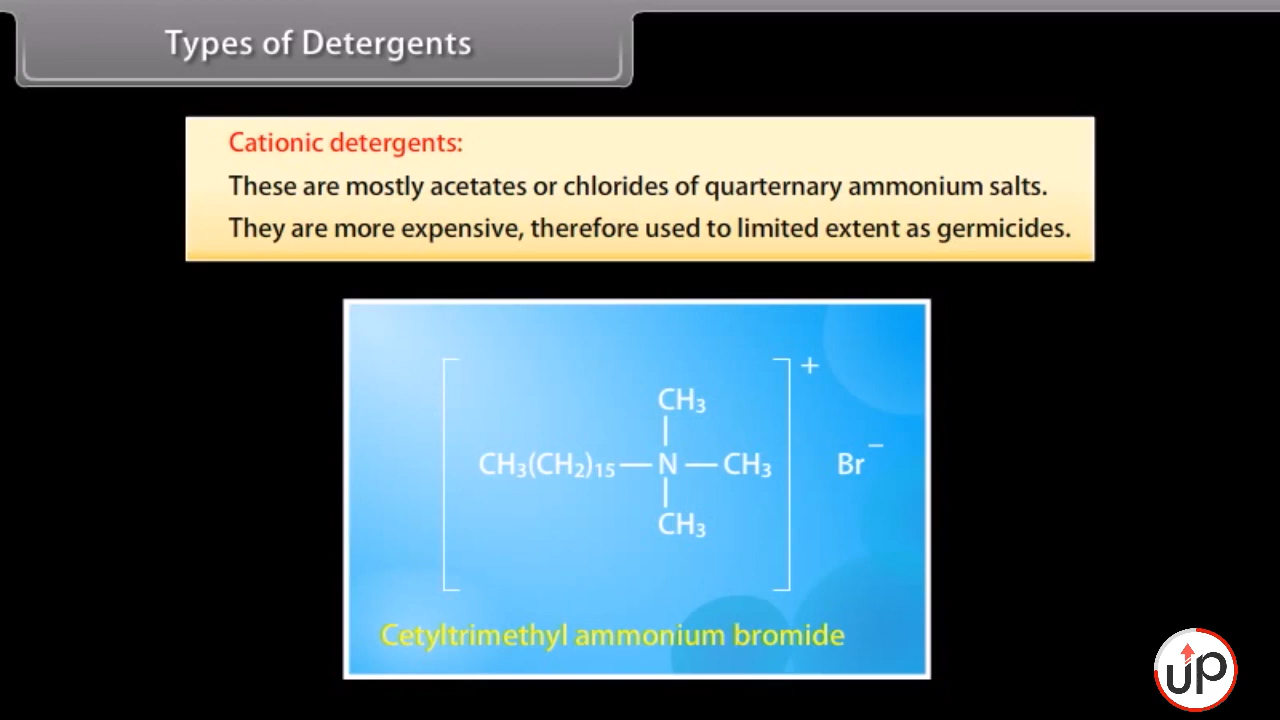 Types of Detergents
Cationic detergents:
These are mostly acetates or chlorides of quarternary ammonium salts.
They are more expensive, therefore used to limited extent as germicides.
+
CH₃
CH₃(CH₂)₁₅—N—CH₃ Br⁻
CH₃
Cetyltrimethyl ammonium bromide
UP